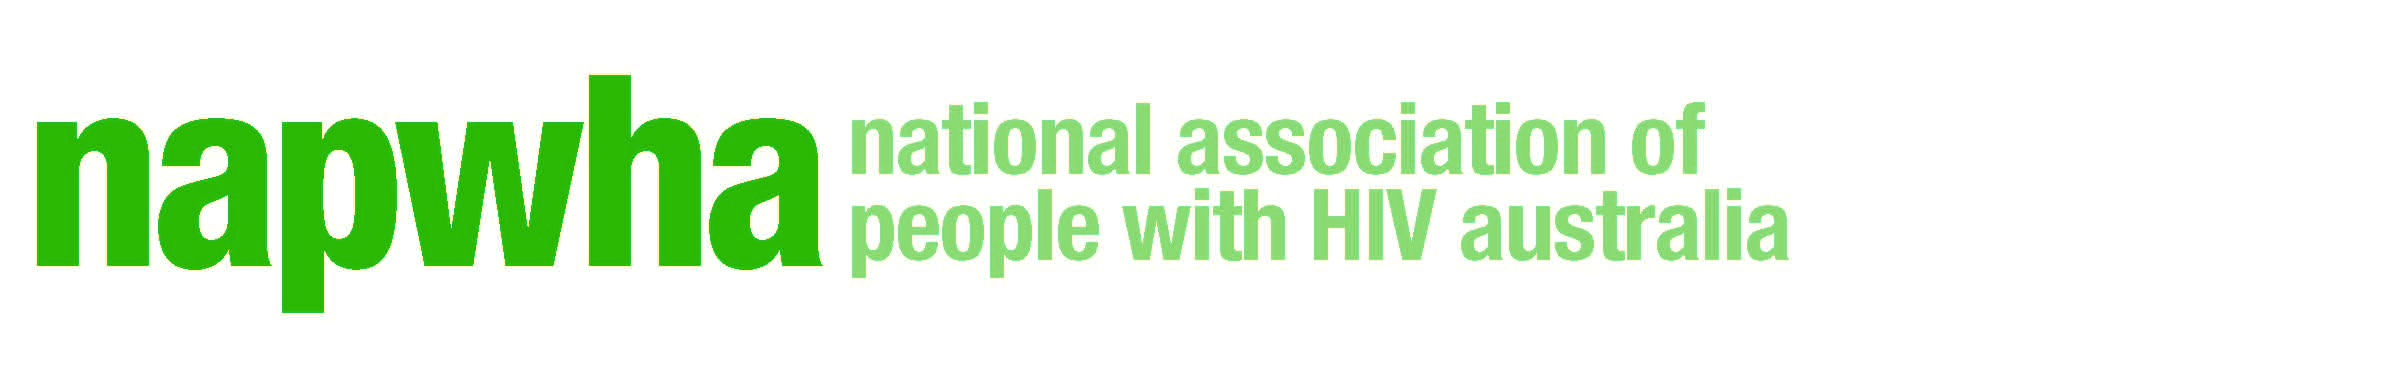 napwha
national association of
people with HIV australia